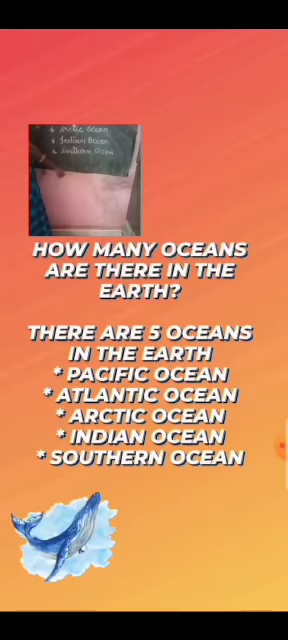 * Arctic Ocean
* Indian Ocean
* Southern Ocean
HOW MANY OCEANS
ARE THERE IN THE
EARTH?
THERE ARE 5 OCEANS
IN THE EARTH
* PACIFIC OCEAN
* ATLANTIC OCEAN
* ARCTIC OCEAN
* INDIAN OCEAN
* SOUTHERN OCEAN